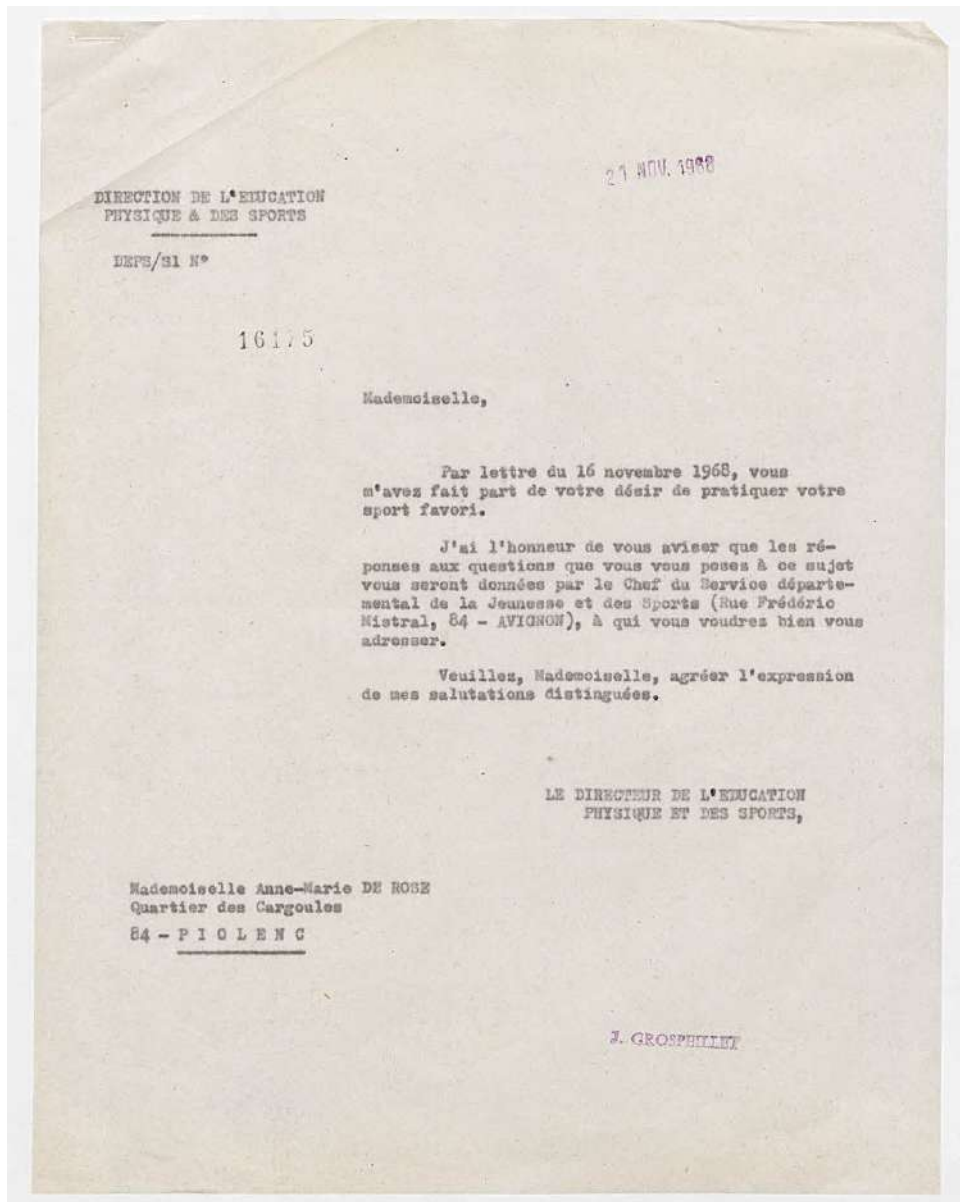 27 NOV. 1968
DIRECTION DE L'EDUCATION
PHYSIQUE & DES SPORTS
DEPS/S1 N°
16175
Mademoiselle,
Par lettre du 16 novembre 1968, vous
m'avez fait part de votre désir de pratiquer votre
sport favori.
J'ai l'honneur de vous aviser que les ré-
ponses aux questions que vous vous posez à ce sujet
vous seront données par le Chef du Service départe-
mental de la Jeunesse et des Sports (Rue Frédéric
Mistral, 84 - AVIGNON), à qui vous voudrez bien vous
adresser.
Veuillez, Mademoiselle, agréer l'expression
de mes salutations distinguées.
LE DIRECTEUR DE L'EDUCATION
PHYSIQUE ET DES SPORTS,
Mademoiselle Anne-Marie DE ROSE
Quartier des Cargoules
84 - PIOLENC
J. GROSPEILLET